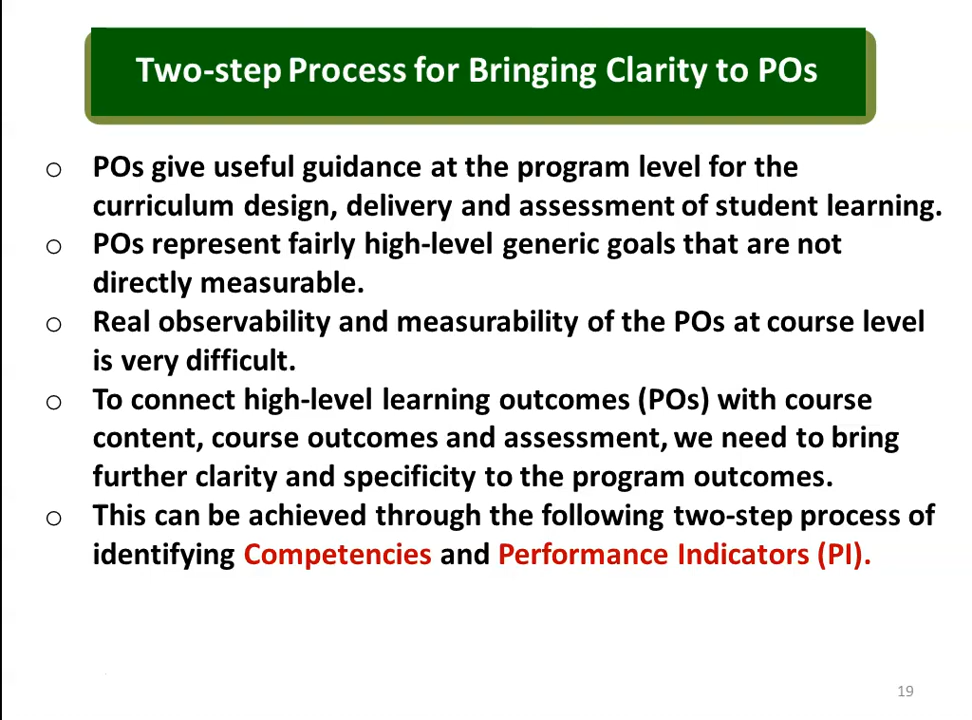 Two-step Process for Bringing Clarity to POs
o POs give useful guidance at the program level for the
curriculum design, delivery and assessment of student learning.
o POs represent fairly high-level generic goals that are not
directly measurable.
o Real observability and measurability of the POs at course level
is very difficult.
o To connect high-level learning outcomes (POs) with course
content, course outcomes and assessment, we need to bring
further clarity and specificity to the program outcomes.
o This can be achieved through the following two-step process of
identifying Competencies and Performance Indicators (PI).
19